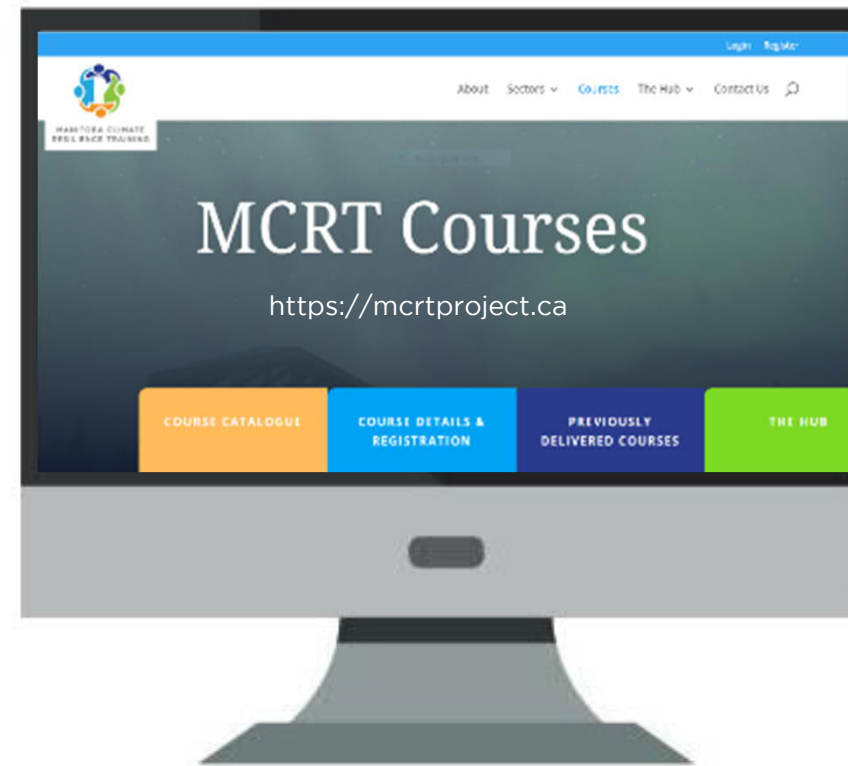 Login Register
About Sectors Courses The Hub Contact Us
MANITOBA CLIMATE
RESILIENCE TRAINING
MCRT Courses
https://mcrtproject.ca
COURSE CATALOGUE
COURSE DETAILS &
REGISTRATION
PREVIOUSLY
DELIVERED COURSES
THE HUB